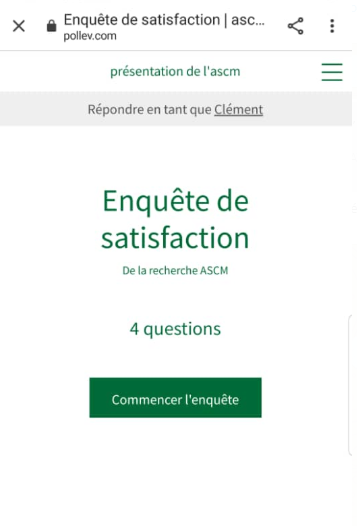 Enquête de satisfaction | asc...
pollev.com
présentation de l'ascm
Répondre en tant que Clément
Enquête de
satisfaction
De la recherche ASCM
4 questions
Commencer l'enquête